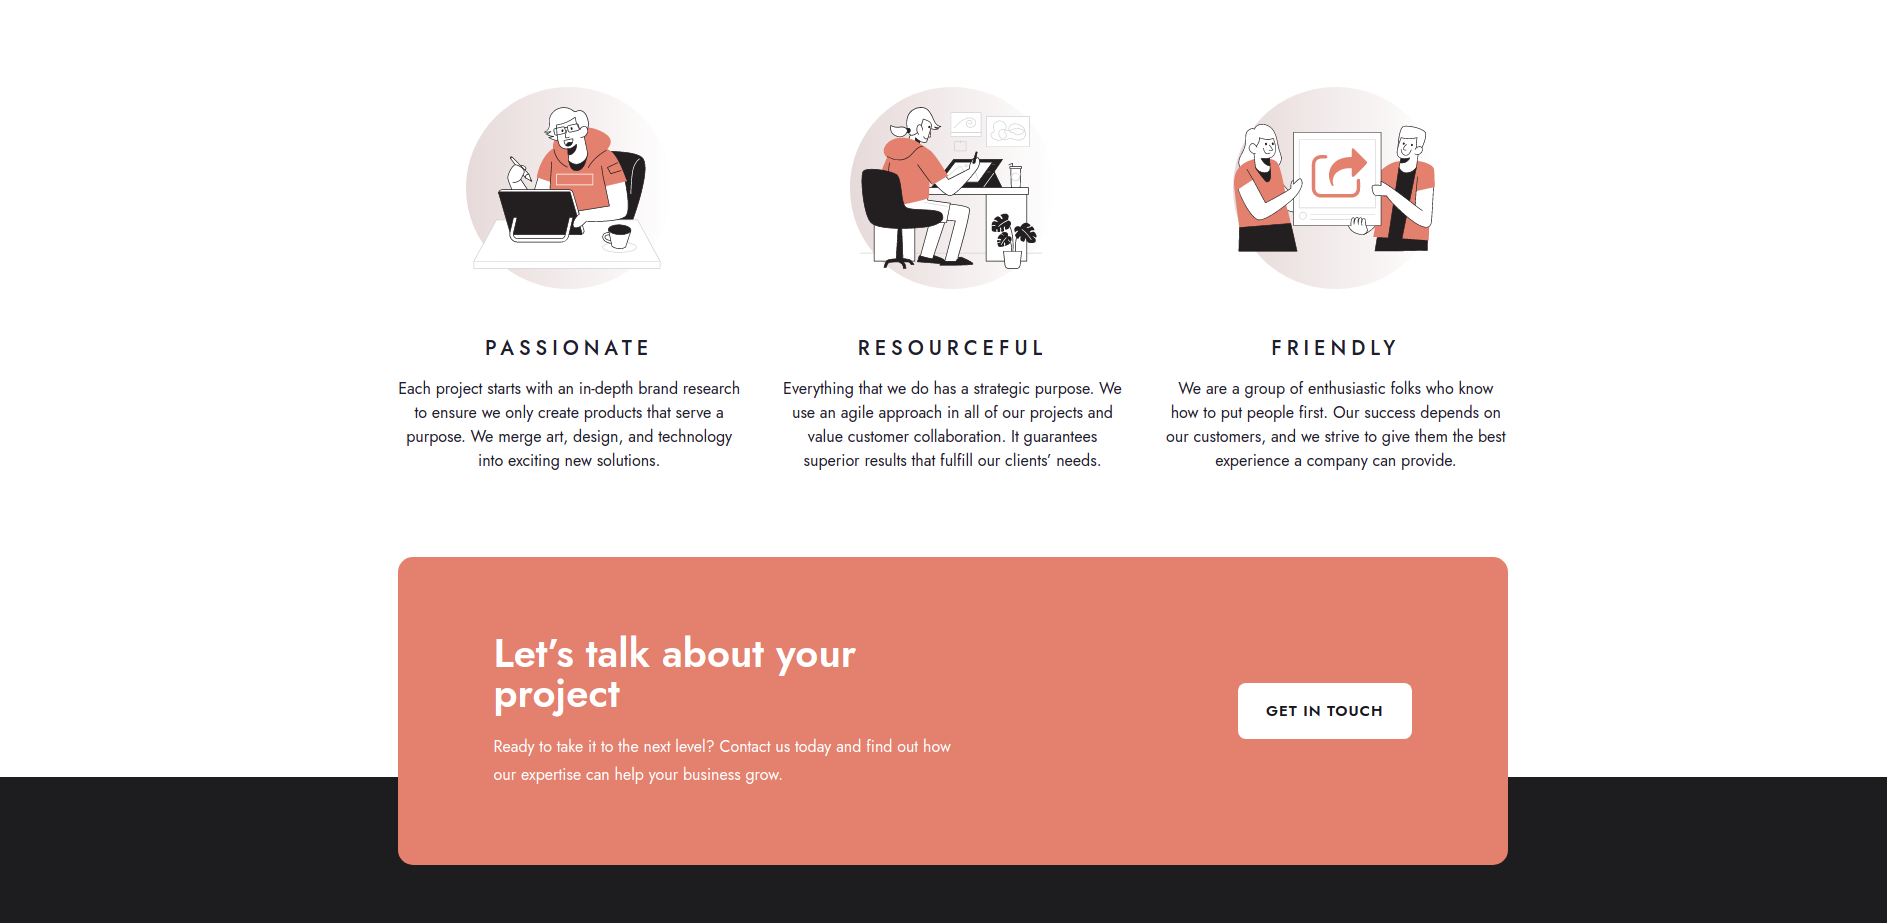 PASSIONATE
Each project starts with an in-depth brand research
to ensure we only create products that serve a
purpose. We merge art, design, and technology
into exciting new solutions.
RESOURCEFUL
Everything that we do has a strategic purpose. We
use an agile approach in all of our projects and
value customer collaboration. It guarantees
superior results that fulfill our clients’ needs.
FRIENDLY
We are a group of enthusiastic folks who know
how to put people first. Our success depends on
our customers, and we strive to give them the best
experience a company can provide.
Let’s talk about your
project
Ready to take it to the next level? Contact us today and find out how
our expertise can help your business grow.
GET IN TOUCH